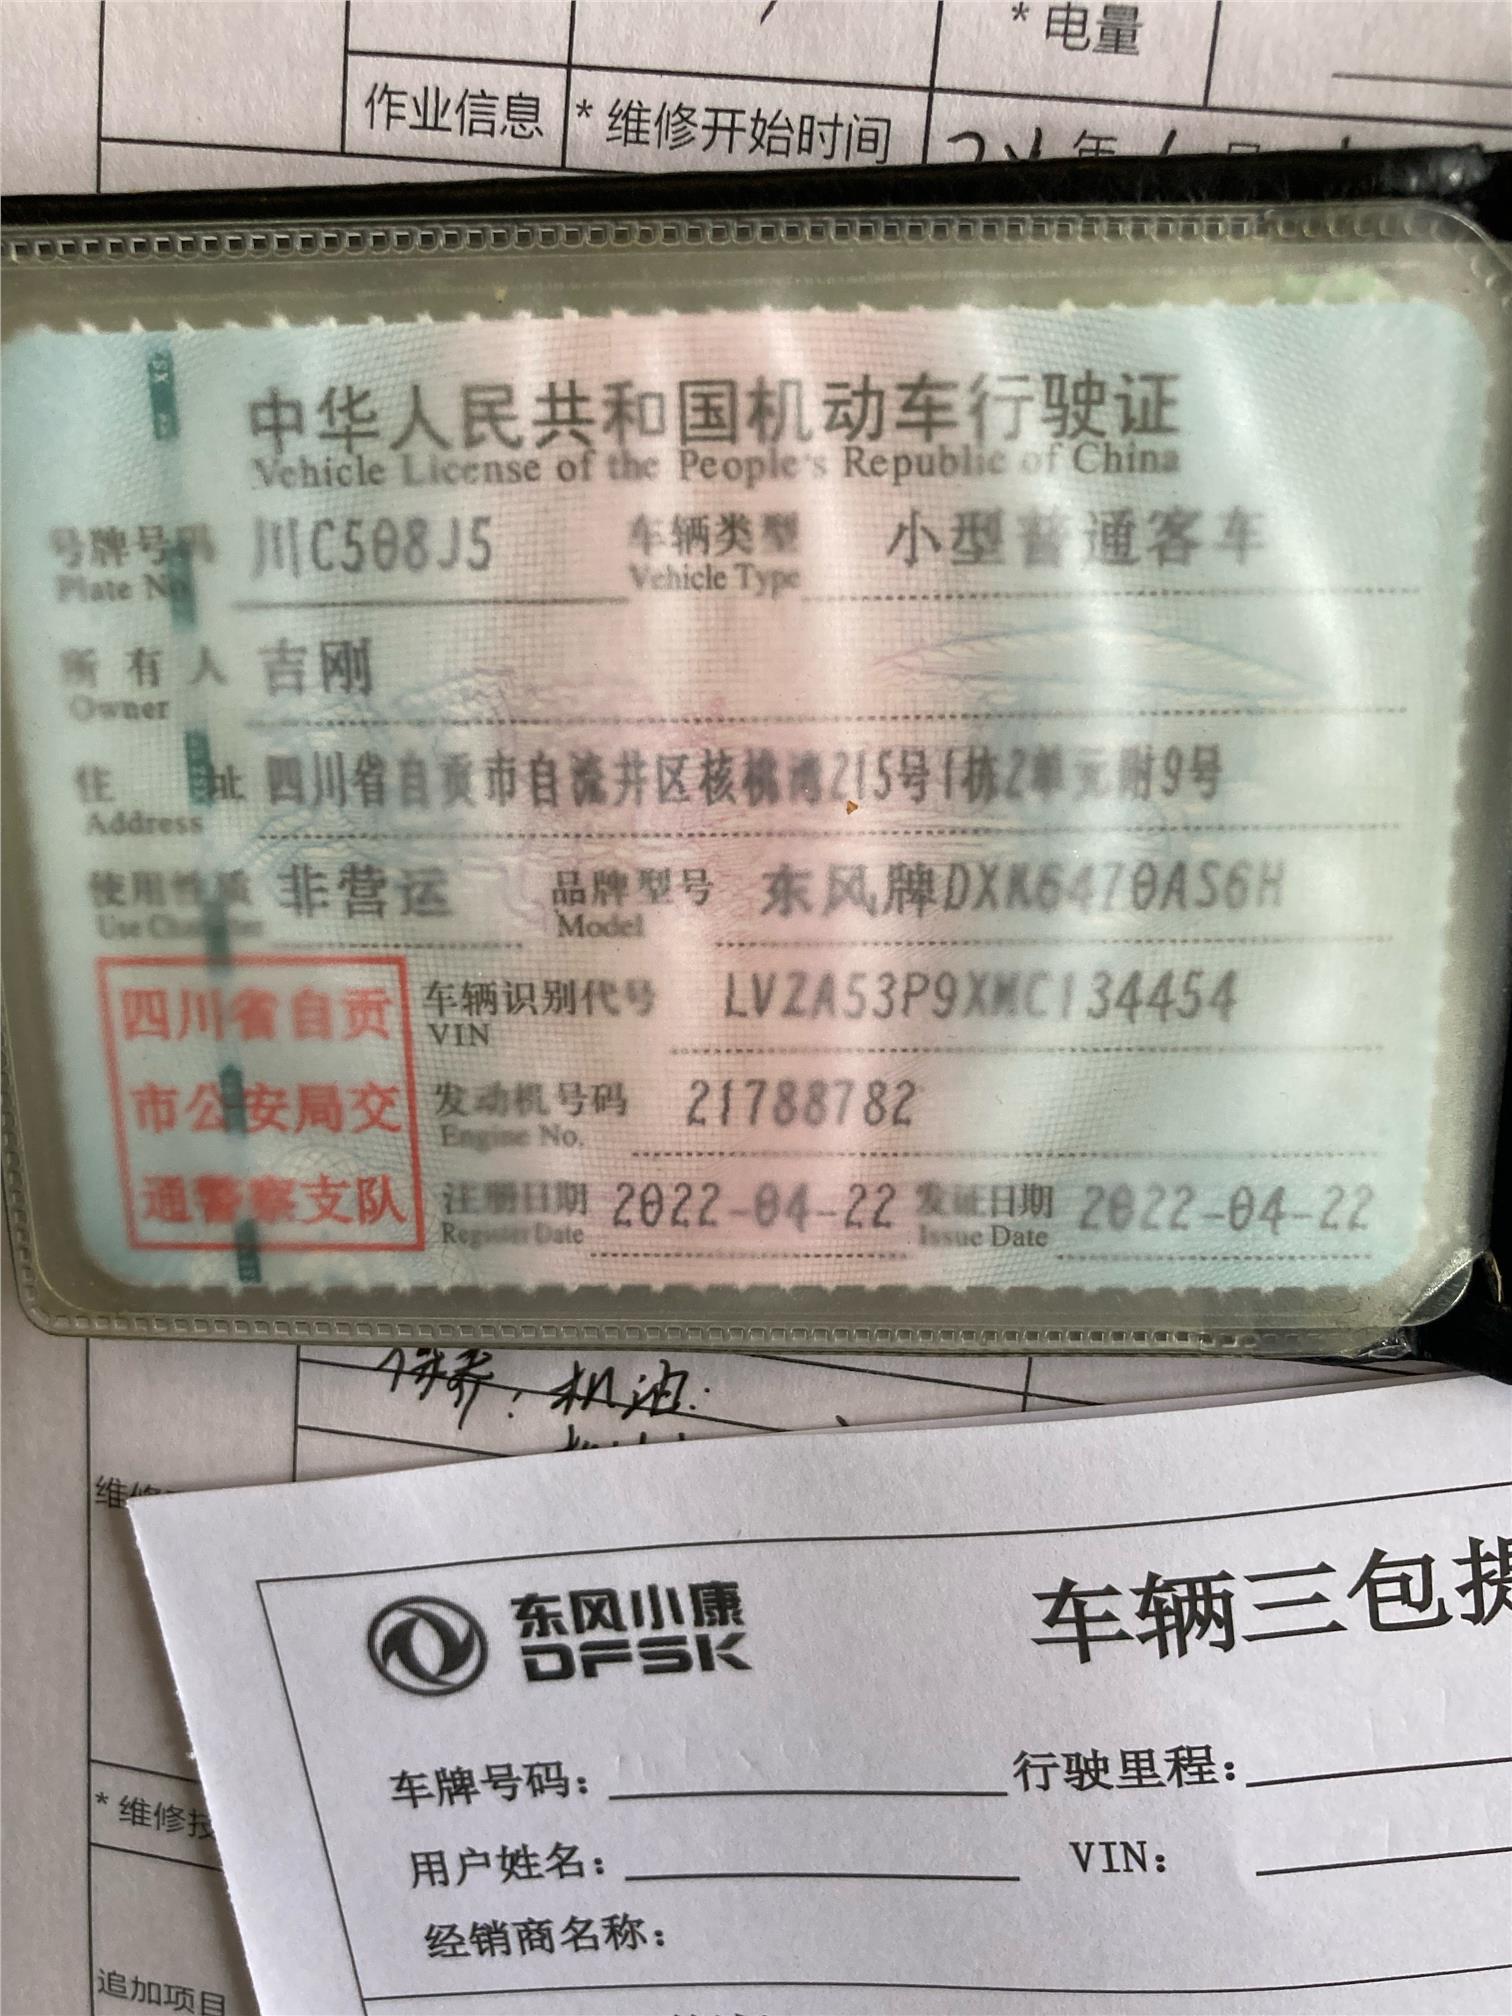 * 电量
作业信息 * 维修开始时间
中华人民共和国机动车行驶证
Vehicle License of the People's Republic of China
号牌号码 川C508J5 车辆类型 小型普通客车
Plate No. Vehicle Type
所有人 吉刚
Owner
住址 四川省自贡市自流井区核桃湾215号1栋2单元附9号
Address
使用性质 非营运 品牌型号 东风牌DXK6470AS6H
Use Character Model
四川省自贡 车辆识别代号 LVZA53P9XMC134454
VIN
市公安局交 发动机号码 21788782
Engine No.
通警察支队 注册日期 2022-04-22 发证日期 2022-04-22
Register Date Issue Date
保养: 机油:
东风小康
DFSK
车辆三包
车牌号码: 行驶里程:
用户姓名: VIN:
经销商名称:
* 维修
追加项目